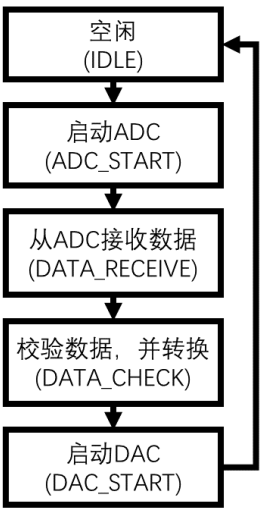 空闲
(IDLE)
启动ADC
(ADC_START)
从ADC接收数据
(DATA_RECEIVE)
校验数据，并转换
(DATA_CHECK)
启动DAC
(DAC_START)